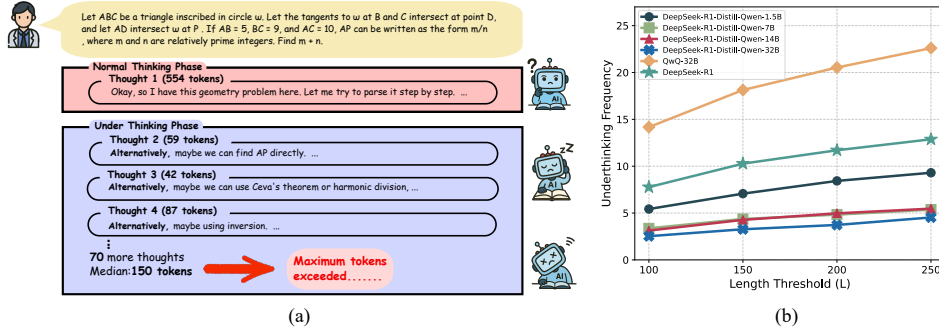 Let ABC be a triangle inscribed in circle ω. Let the tangents to ω at B and C intersect at point D,
and let AD intersect ω at P . If AB = 5, BC = 9, and AC = 10, AP can be written as the form m/n
, where m and n are relatively prime integers. Find m + n.
Normal Thinking Phase
Thought 1 (554 tokens)
Okay, so I have this geometry problem here. Let me try to parse it step by step. ...
?
AI
Under Thinking Phase
Thought 2 (59 tokens)
Alternatively, maybe we can find AP directly. ...
Thought 3 (42 tokens)
Alternatively, maybe we can use Ceva's theorem or harmonic division, ...
Thought 4 (87 tokens)
Alternatively, maybe using inversion. ...
70 more thoughts
Median:150 tokens
Maximum tokens
exceeded.......
zZ
AI
AI
(a)
Underthinking Frequency
25
20
15
10
5
0
DeepSeek-R1-Distill-Qwen-1.5B
DeepSeek-R1-Distill-Qwen-7B
DeepSeek-R1-Distill-Qwen-14B
DeepSeek-R1-Distill-Qwen-32B
QwQ-32B
DeepSeek-R1
100 150 200 250
Length Threshold (L)
(b)